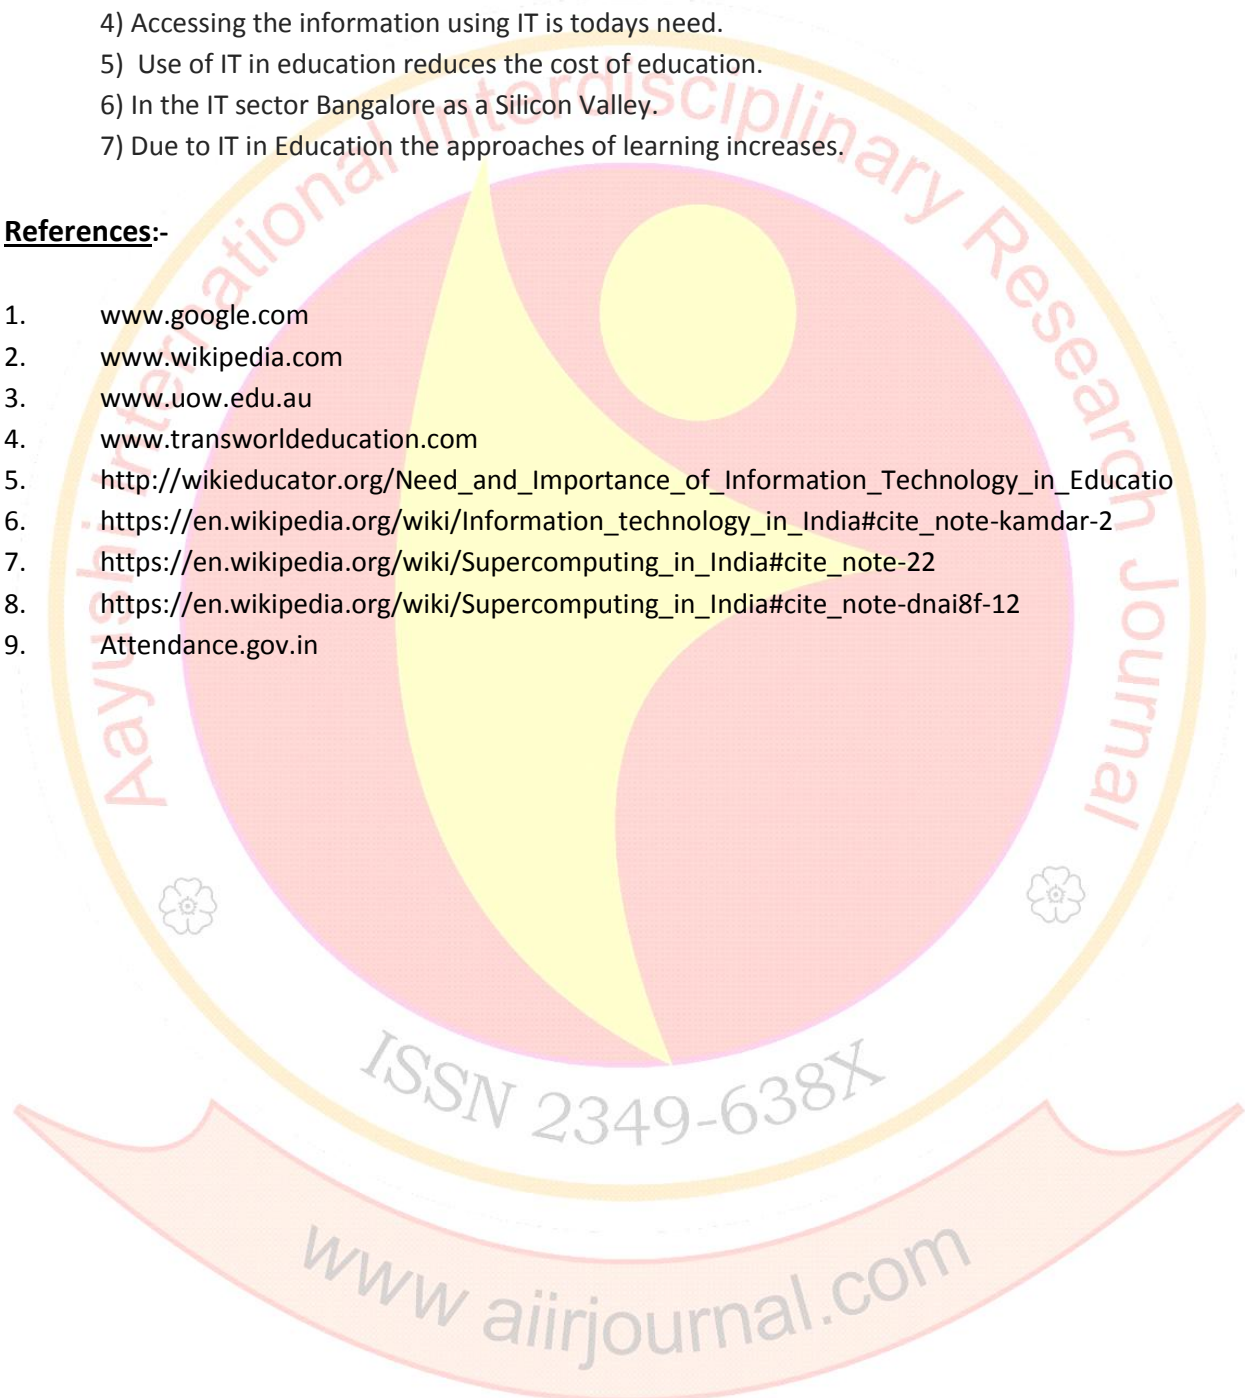 4) Accessing the information using IT is todays need.
5) Use of IT in education reduces the cost of education.
6) In the IT sector Bangalore as a Silicon Valley.
7) Due to IT in Education the approaches of learning increases.
References:-
1. www.google.com
2. www.wikipedia.com
3. www.uow.edu.au
4. www.transworldeducation.com
5. http://wikieducator.org/Need_and_Importance_of_Information_Technology_in_Educatio
6. https://en.wikipedia.org/wiki/Information_technology_in_India#cite_note-kamdar-2
7. https://en.wikipedia.org/wiki/Supercomputing_in_India#cite_note-22
8. https://en.wikipedia.org/wiki/Supercomputing_in_India#cite_note-dnai8f-12
9. Attendance.gov.in
Aayushi International Interdisciplinary Research Journal
ISSN 2349-638X
www aiirjournal.com